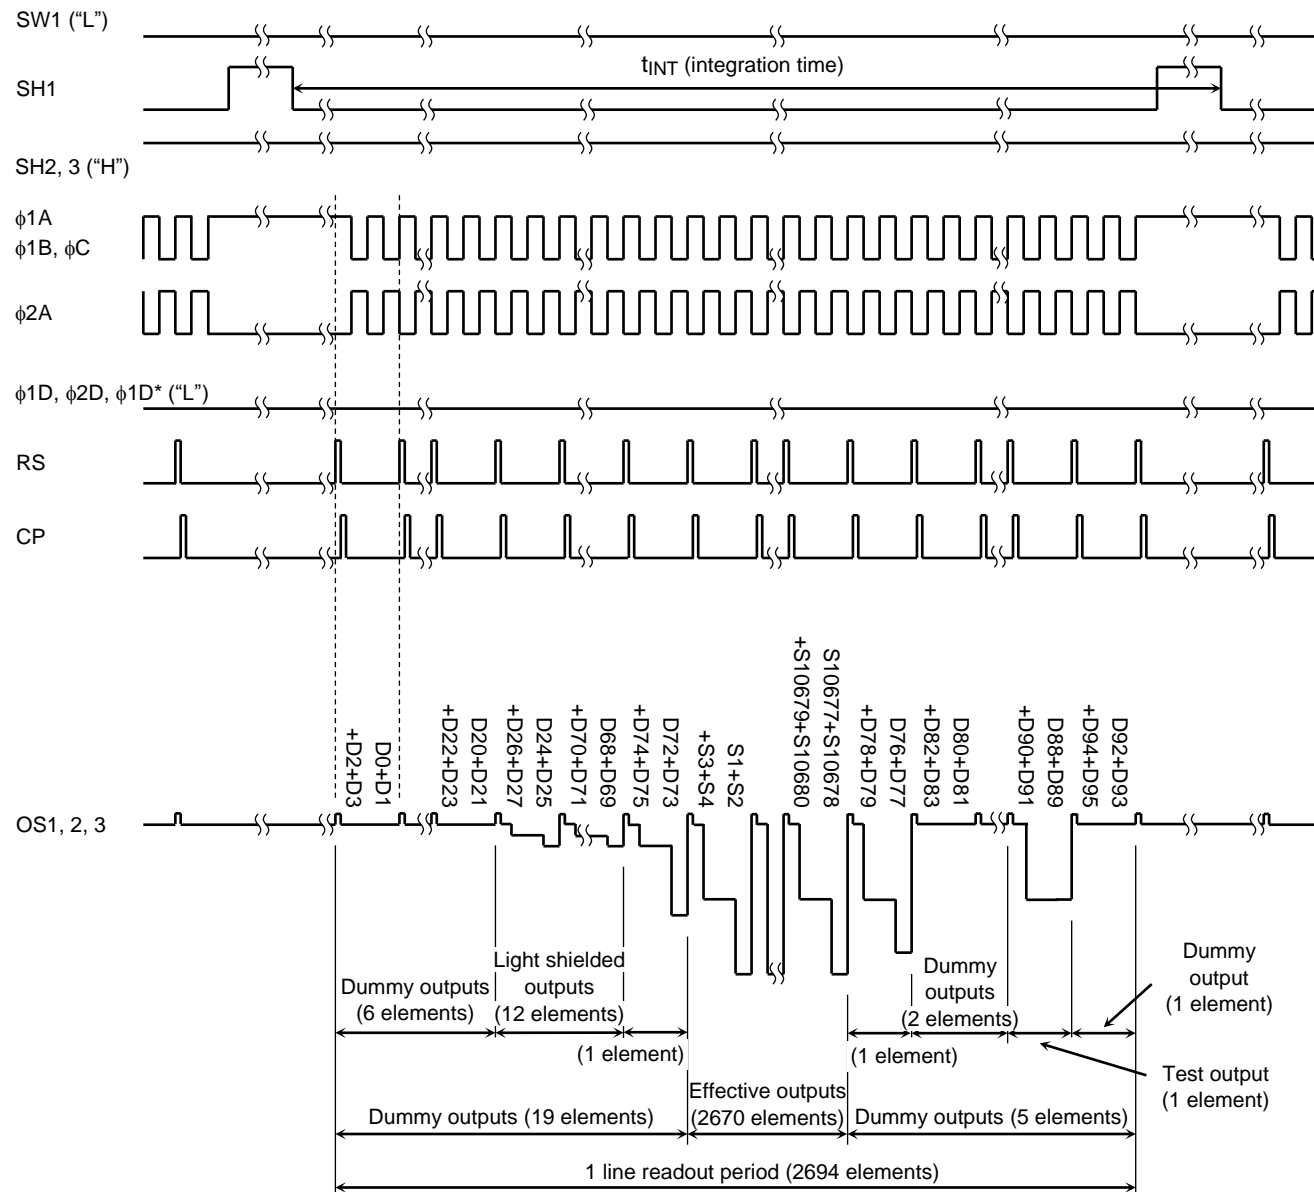 SW1 (“L”)
tINT (integration time)
SH1
SH2, 3 (“H”)
ϕ1A
ϕ1B, ϕC
ϕ2A
ϕ1D, ϕ2D, ϕ1D* (“L”)
RS
CP
D0+D1
+D2+D3
D20+D21
+D22+D23
D24+D25
+D26+D27
D68+D69
+D70+D71
D72+D73
+D74+D75
S1+S2
+S3+S4
S10677+S10678
+S10679+S10680
D76+D77
+D78+D79
D80+D81
+D82+D83
D88+D89
+D90+D91
D92+D93
+D94+D95
OS1, 2, 3
Dummy outputs
(6 elements)
Light shielded
outputs
(12 elements)
(1 element)
(1 element)
Dummy
outputs
(2 elements)
Dummy
output
(1 element)
Test output
(1 element)
Dummy outputs (19 elements)
Effective outputs
(2670 elements)
Dummy outputs (5 elements)
1 line readout period (2694 elements)